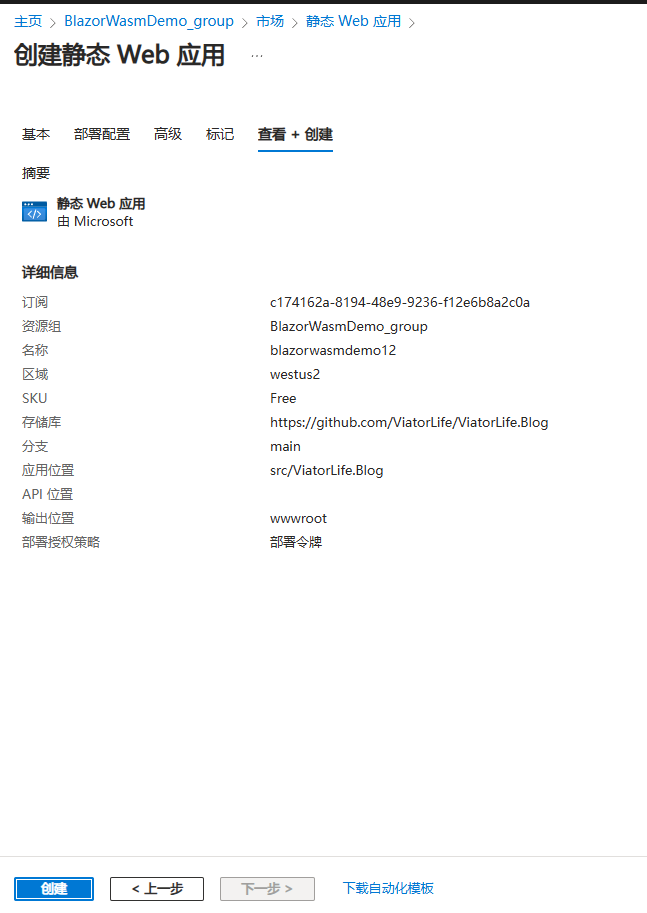 主页 > BlazorWasmDemo_group > 市场 > 静态 Web 应用 >
创建静态 Web 应用 ...
基本 部署配置 高级 标记 查看 + 创建
摘要
静态 Web 应用
由 Microsoft
详细信息
订阅 c174162a-8194-48e9-9236-f12e6b8a2c0a
资源组 BlazorWasmDemo_group
名称 blazorwasmdemo12
区域 westus2
SKU Free
存储库 https://github.com/ViatorLife/ViatorLife.Blog
分支 main
应用位置 src/ViatorLife.Blog
API 位置
输出位置 wwwroot
部署授权策略 部署令牌
创建 < 上一步 下一步 > 下载自动化模板